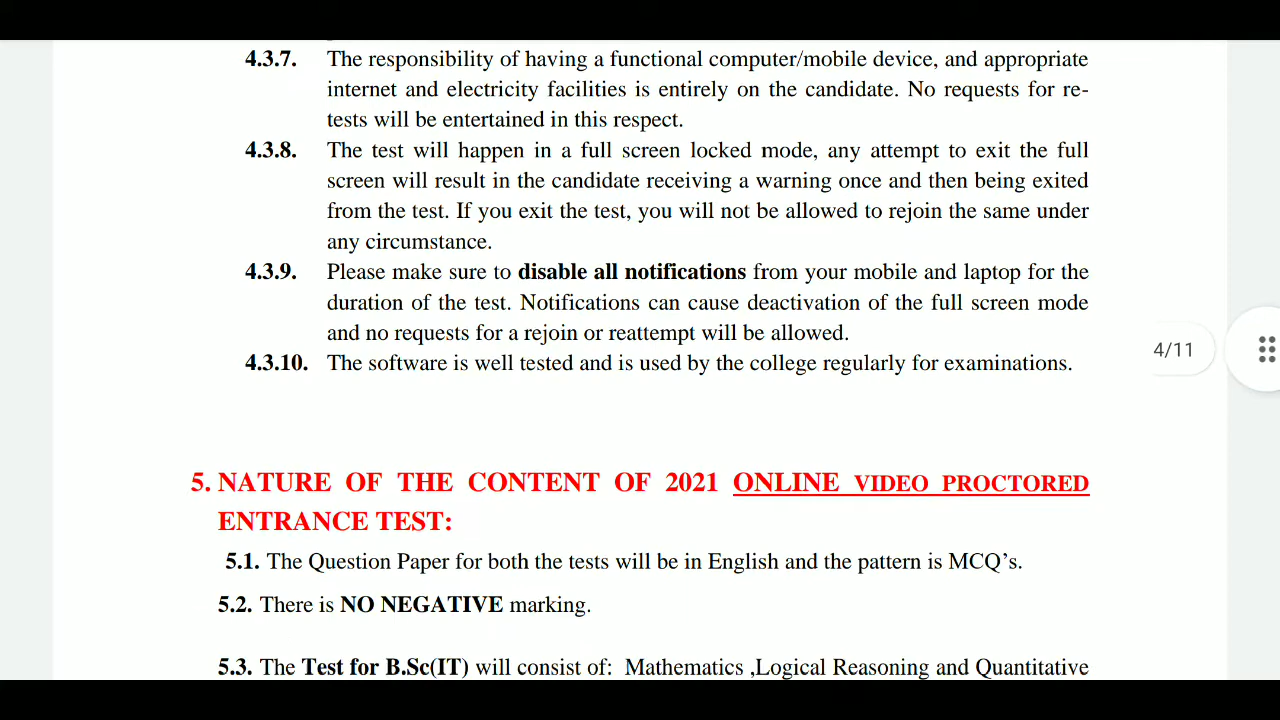 4.3.7. The responsibility of having a functional computer/mobile device, and appropriate
internet and electricity facilities is entirely on the candidate. No requests for re-
tests will be entertained in this respect.
4.3.8. The test will happen in a full screen locked mode, any attempt to exit the full
screen will result in the candidate receiving a warning once and then being exited
from the test. If you exit the test, you will not be allowed to rejoin the same under
any circumstance.
4.3.9. Please make sure to disable all notifications from your mobile and laptop for the
duration of the test. Notifications can cause deactivation of the full screen mode
and no requests for a rejoin or reattempt will be allowed.
4/11
4.3.10. The software is well tested and is used by the college regularly for examinations.
5. NATURE OF THE CONTENT OF 2021 ONLINE VIDEO PROCTORED
ENTRANCE TEST:
5.1. The Question Paper for both the tests will be in English and the pattern is MCQ’s.
5.2. There is NO NEGATIVE marking.
5.3. The Test for B.Sc(IT) will consist of: Mathematics ,Logical Reasoning and Quantitative